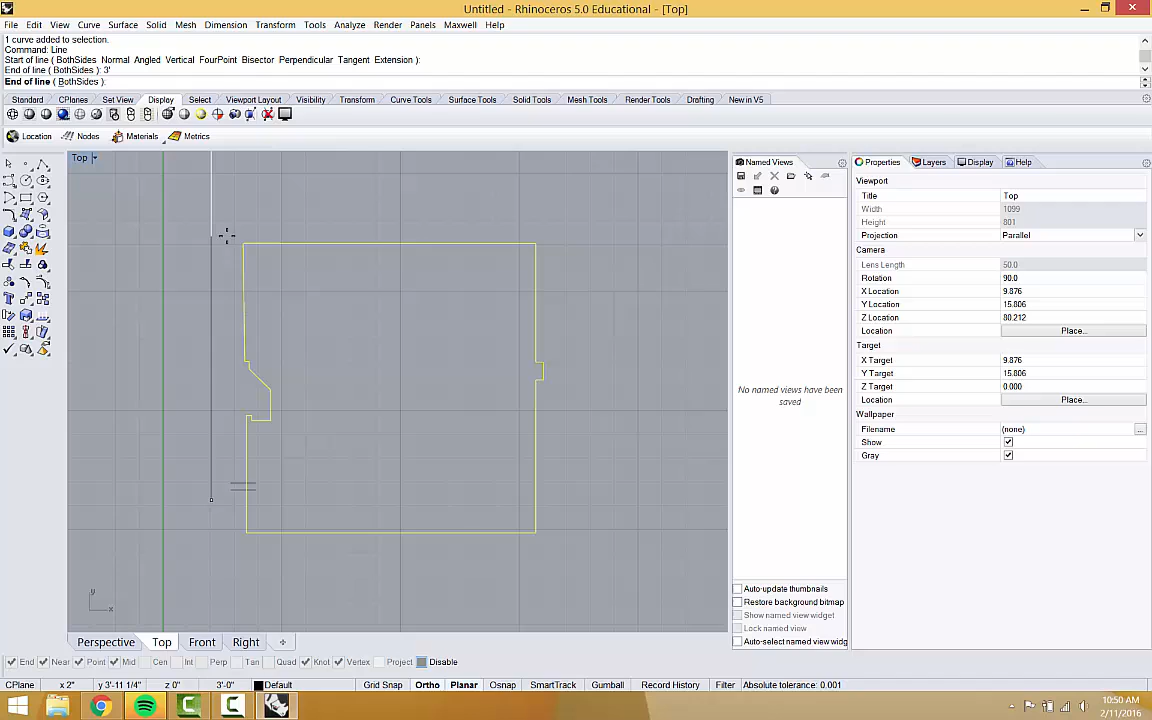 Untitled - Rhinoceros 5.0 Educational - [Top]
File Edit View Curve Surface Solid Mesh Dimension Transform Tools Analyze Render Panels Maxwell Help
1 curve added to selection.
Command: Line
Start of line ( BothSides Normal Angled Vertical FourPoint Bisector Perpendicular Tangent Extension ):
End of line ( BothSides ): 3'
End of line ( BothSides ):
Standard CPlanes Set View Display Select Viewport Layout Visibility Transform Curve Tools Surface Tools Solid Tools Mesh Tools Render Tools Drafting New in V5
Location Nodes Materials Metrics
Top
Named Views
Properties Layers Display Help
Viewport
Title Top
Width 1099
Height 801
Projection Parallel
Camera
Lens Length 50.0
Rotation 90.0
X Location 9.876
Y Location 15.806
Z Location 80.212
Location Place...
Target
X Target 9.876
Y Target 15.806
Z Target 0.000
Location Place...
Wallpaper
Filename (none) ...
Show
Gray
No named views have been
saved
Auto-update thumbnails
Restore background bitmap
Show named view widget
Lock named view
Auto-select named view widg
y
x
Perspective Top Front Right
End Near Point Mid Cen Int Perp Tan Quad Knot Vertex Project Disable
CPlane x 2" y 3'-11 1/4" z 0" 3'-0" Default Grid Snap Ortho Planar Osnap SmartTrack Gumball Record History Filter Absolute tolerance: 0.001
10:50 AM
2/11/2016